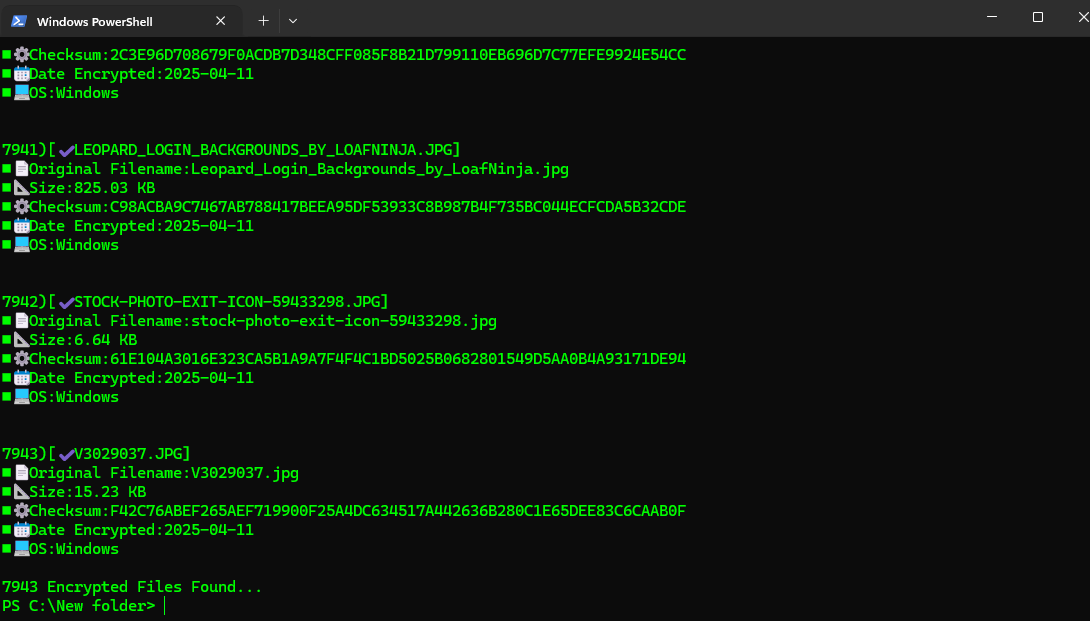 Windows PowerShell
Checksum:2C3E96D708679F0ACDB7D348CFF085F8B21D799110EB696D7C77EFE9924E54CC
Date Encrypted:2025-04-11
OS:Windows
7941)[✔LEOPARD_LOGIN_BACKGROUNDS_BY_LOAFNINJA.JPG]
Original Filename:Leopard_Login_Backgrounds_by_LoafNinja.jpg
Size:825.03 KB
Checksum:C98ACBA9C7467AB788417BEEA95DF53933C8B987B4F735BC044ECFCDA5B32CDE
Date Encrypted:2025-04-11
OS:Windows
7942)[✔STOCK-PHOTO-EXIT-ICON-59433298.JPG]
Original Filename:stock-photo-exit-icon-59433298.jpg
Size:6.64 KB
Checksum:61E104A3016E323CA5B1A9A7F4F4C1BD5025B0682801549D5AA0B4A93171DE94
Date Encrypted:2025-04-11
OS:Windows
7943)[✔V3029037.JPG]
Original Filename:V3029037.jpg
Size:15.23 KB
Checksum:F42C76ABEF265AEF719900F25A4DC634517A442636B280C1E65DEE83C6CAAB0F
Date Encrypted:2025-04-11
OS:Windows
7943 Encrypted Files Found...
PS C:\New folder>